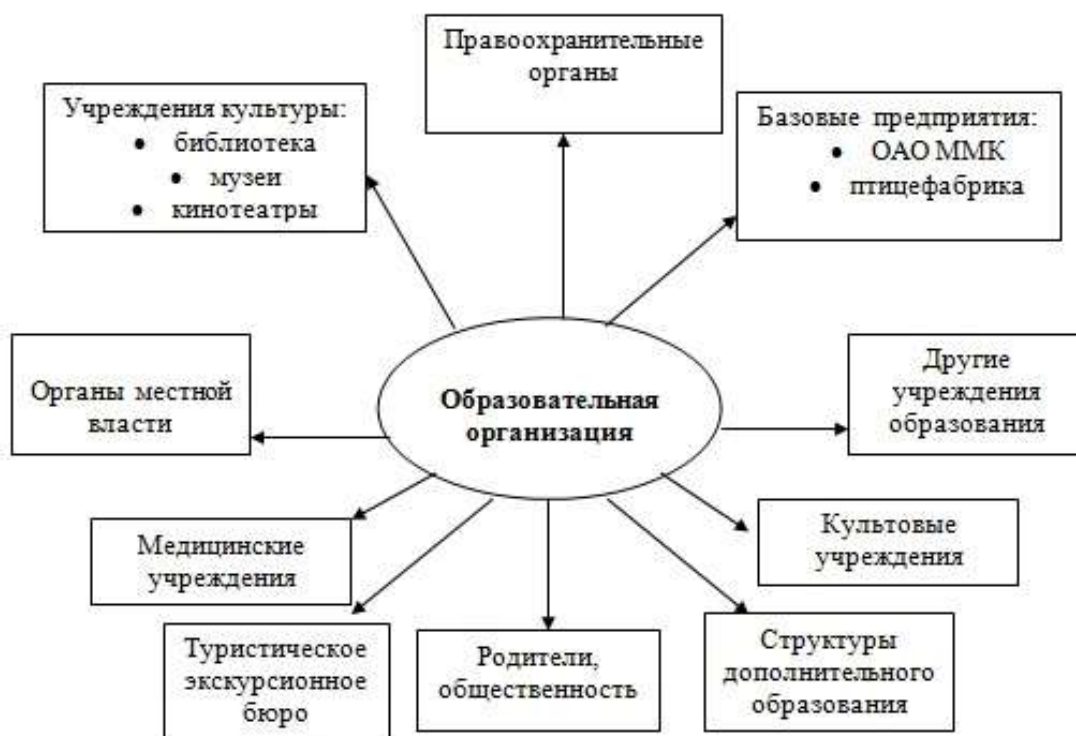 Правоохранительные
органы
Учреждения культуры:
• библиотека
• музеи
• кинотеатры
Базовые предприятия:
• ОАО ММК
• птицефабрика
Органы местной
власти
Образовательная
организация
Другие
учреждения
образования
Медицинские
учреждения
Культовые
учреждения
Туристическое
экскурсионное
бюро
Родители,
общественность
Структуры
дополнительного
образования